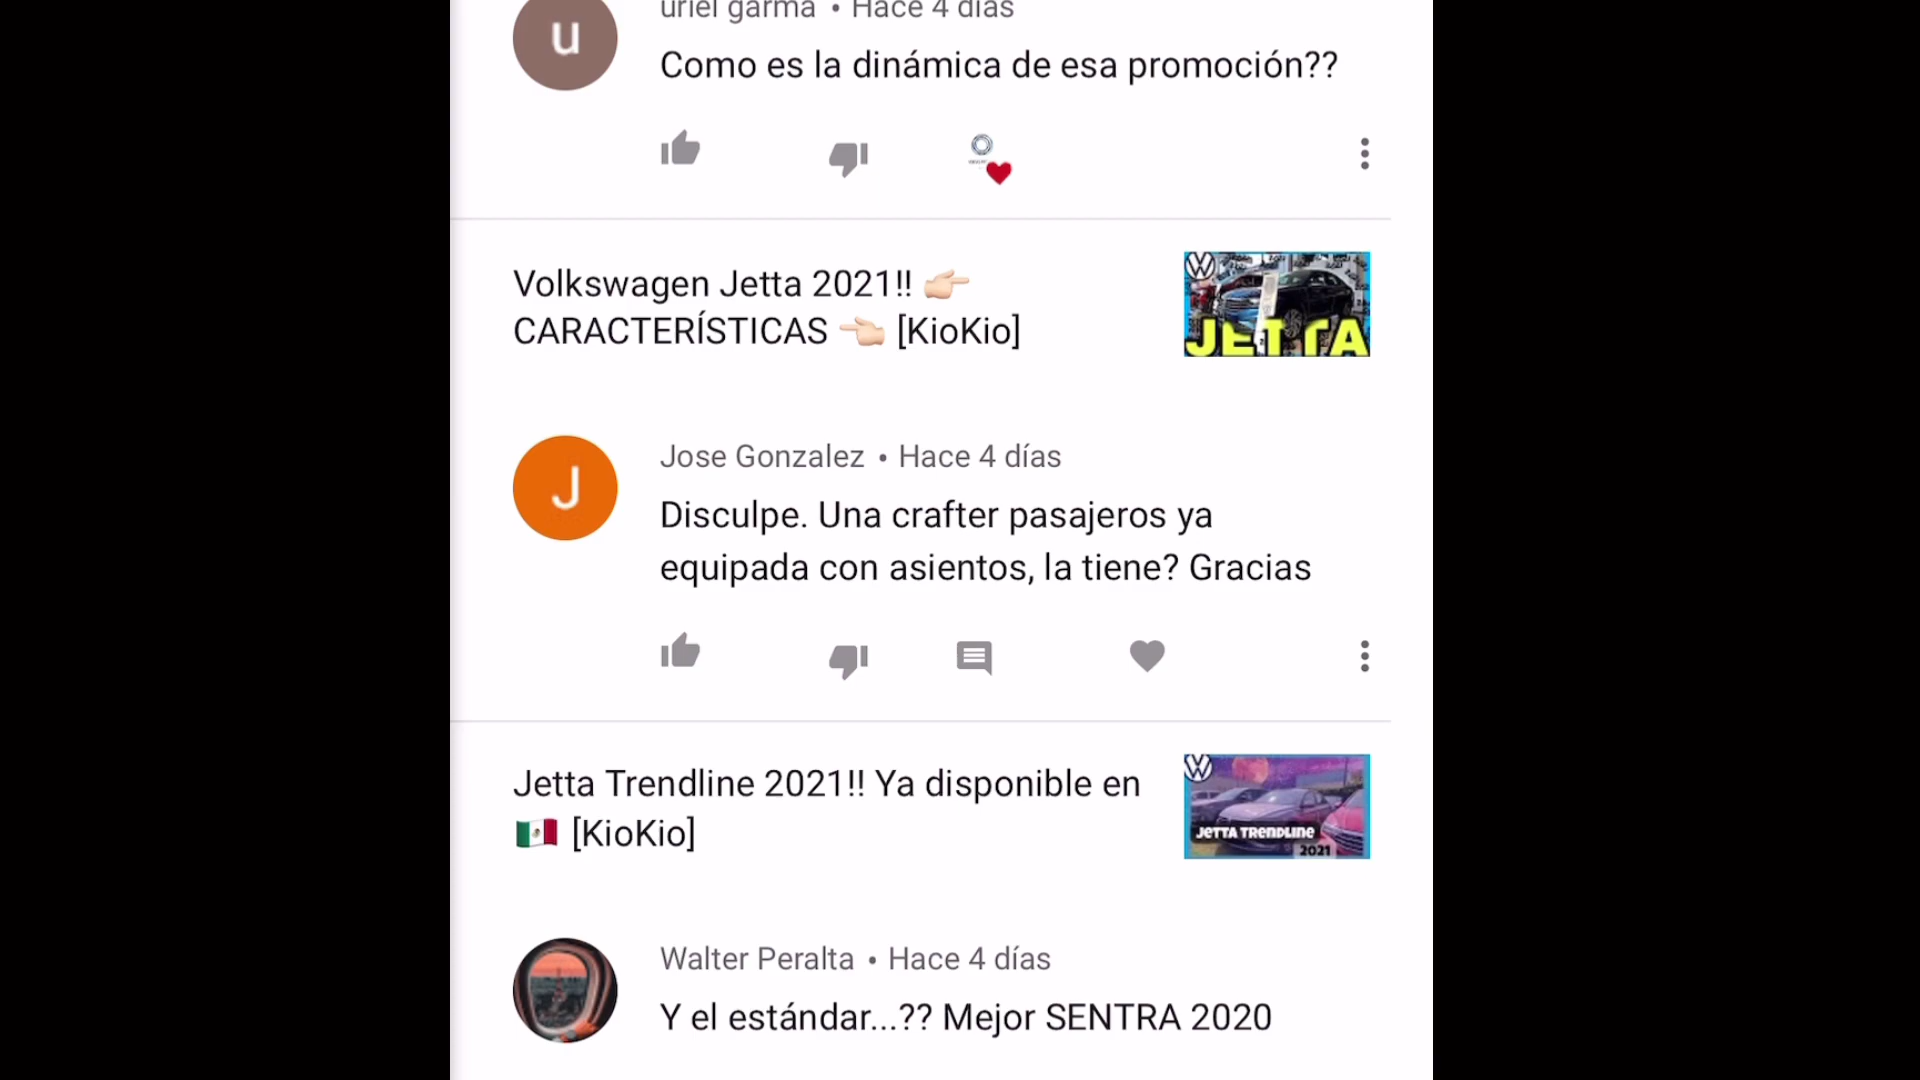 uriel garma • Hace 4 días
u
Como es la dinámica de esa promoción??
Volkswagen Jetta 2021!! 👉🏻
CARACTERÍSTICAS 👈🏻 [KioKio]
JETTA
J
Jose Gonzalez • Hace 4 días
Disculpe. Una crafter pasajeros ya
equipada con asientos, la tiene? Gracias
Jetta Trendline 2021!! Ya disponible en
🇲🇽 [KioKio]
JETTA TRENDLINE
2021
Walter Peralta • Hace 4 días
Y el estándar...?? Mejor SENTRA 2020